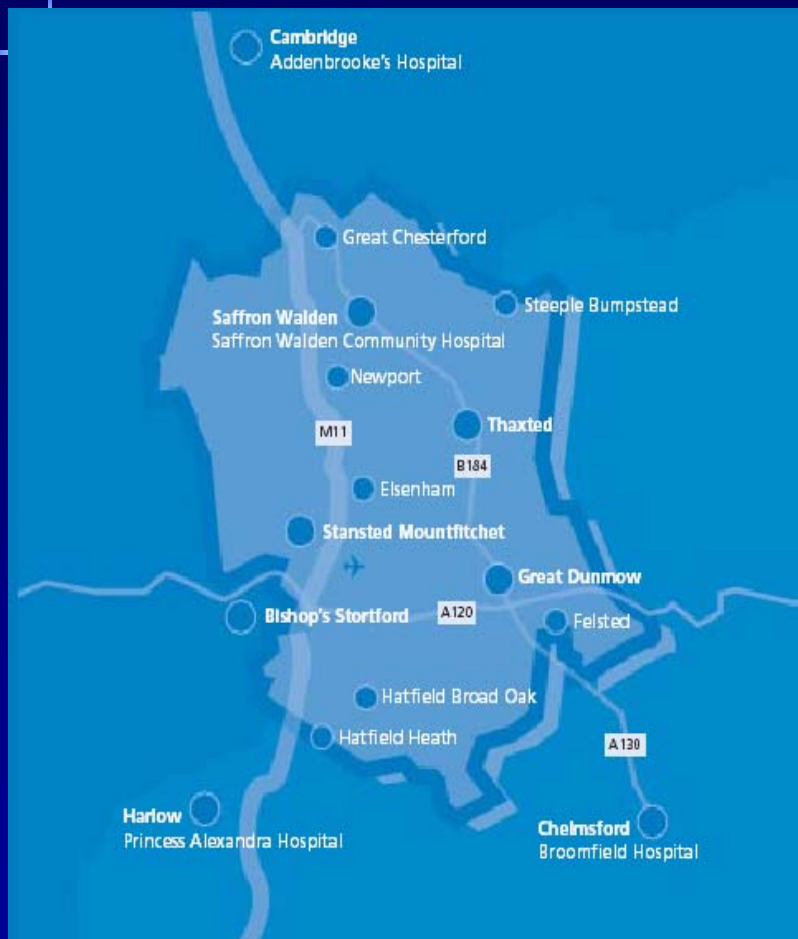 Cambridge
Addenbrooke's Hospital
Great Chesterford
Steeple Bumpstead
Saffron Walden
Saffron Walden Community Hospital
Newport
Thaxted
M11
B184
Elsenham
Stansted Mountfitchet
Great Dunmow
Bishop's Stortford
A120
Felsted
Hatfield Broad Oak
Hatfield Heath
A130
Harlow
Princess Alexandra Hospital
Chelmsford
Broomfield Hospital